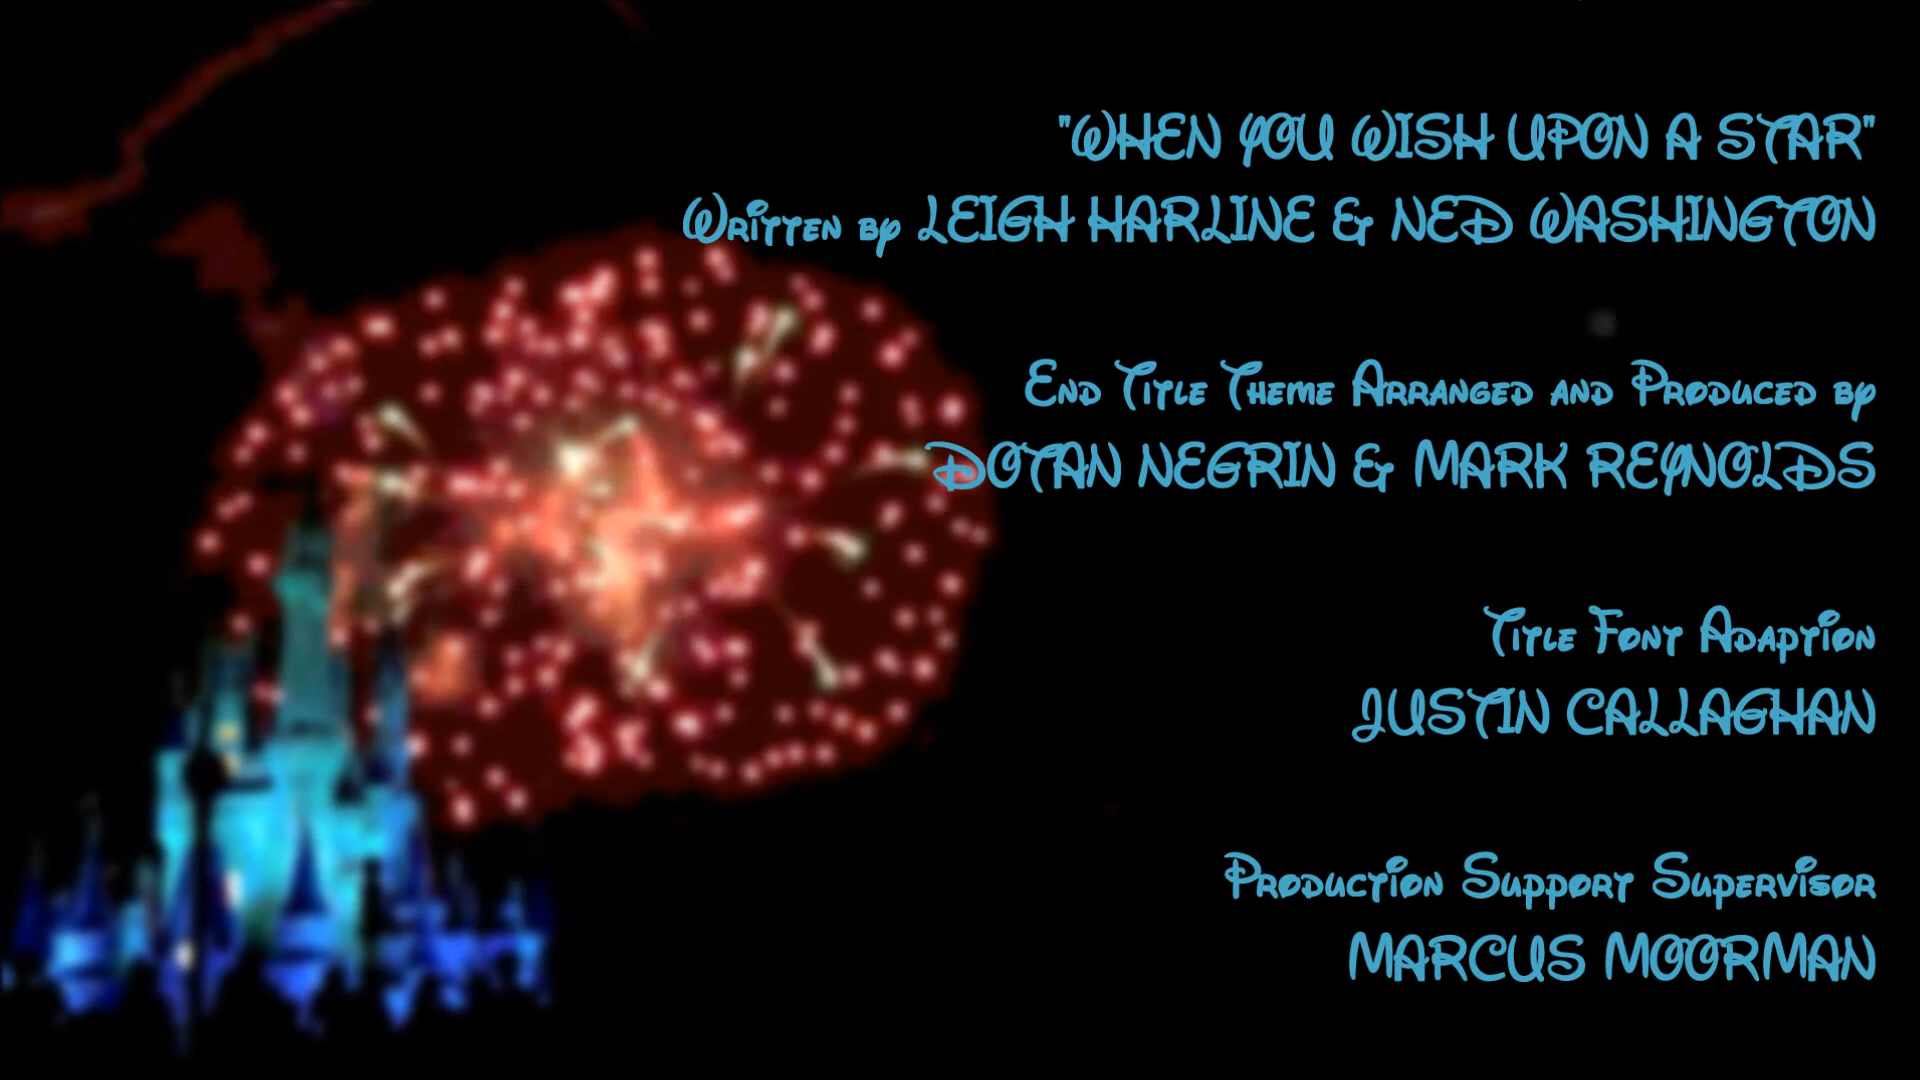 "WHEN YOU WISH UPON A STAR"
Written by LEIGH HARLINE & NED WASHINGTON
End Title Theme Arranged and Produced by
DOTAN NEGRIN & MARK REYNOLDS
Title Font Adaption
JUSTIN CALLAGHAN
Production Support Supervisor
MARCUS MOORMAN